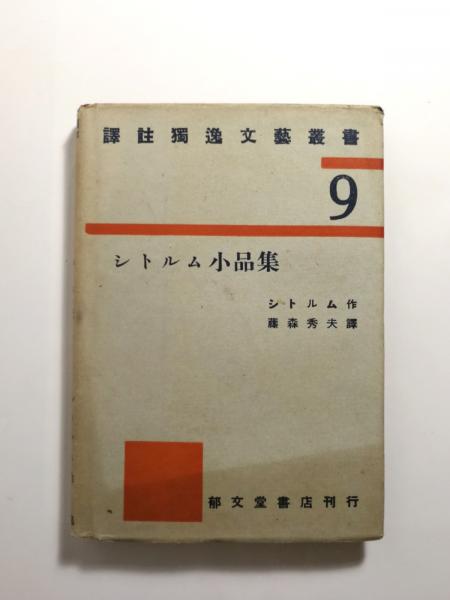 譯註獨逸文藝叢書
9
シトルム小品集
シトルム作
藤森秀夫譯
郁文堂書店刊行